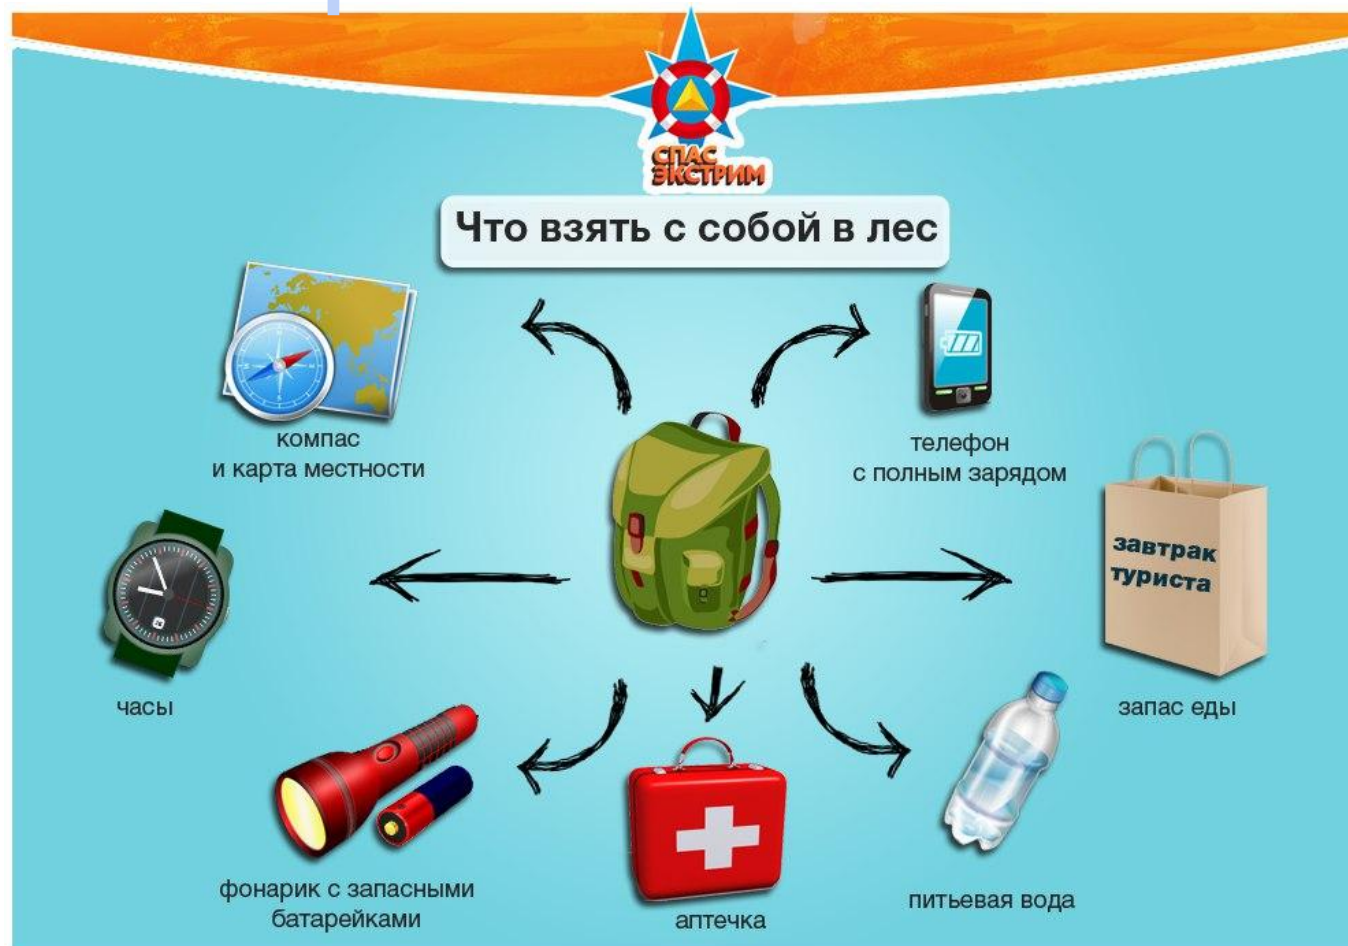 СПАС
ЭКСТРИМ
Что взять с собой в лес
компас
и карта местности
телефон
с полным зарядом
завтрак
туриста
часы
запас еды
фонарик с запасными
батарейками
аптечка
питьевая вода